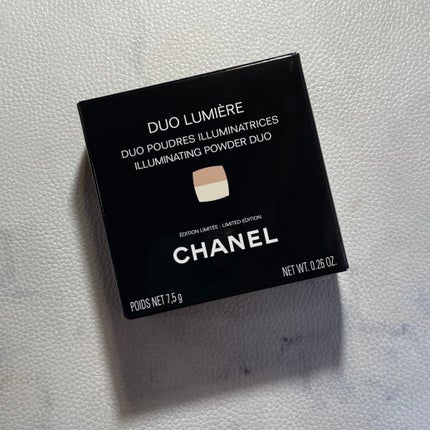 DUO LUMIÈRE
DUO POUDRES ILLUMINATRICES
ILLUMINATING POWDER DUO
ÉDITION LIMITÉE - LIMITED EDITION
CHANEL
POIDS NET 7,5 g
NET WT. 0.26 OZ.